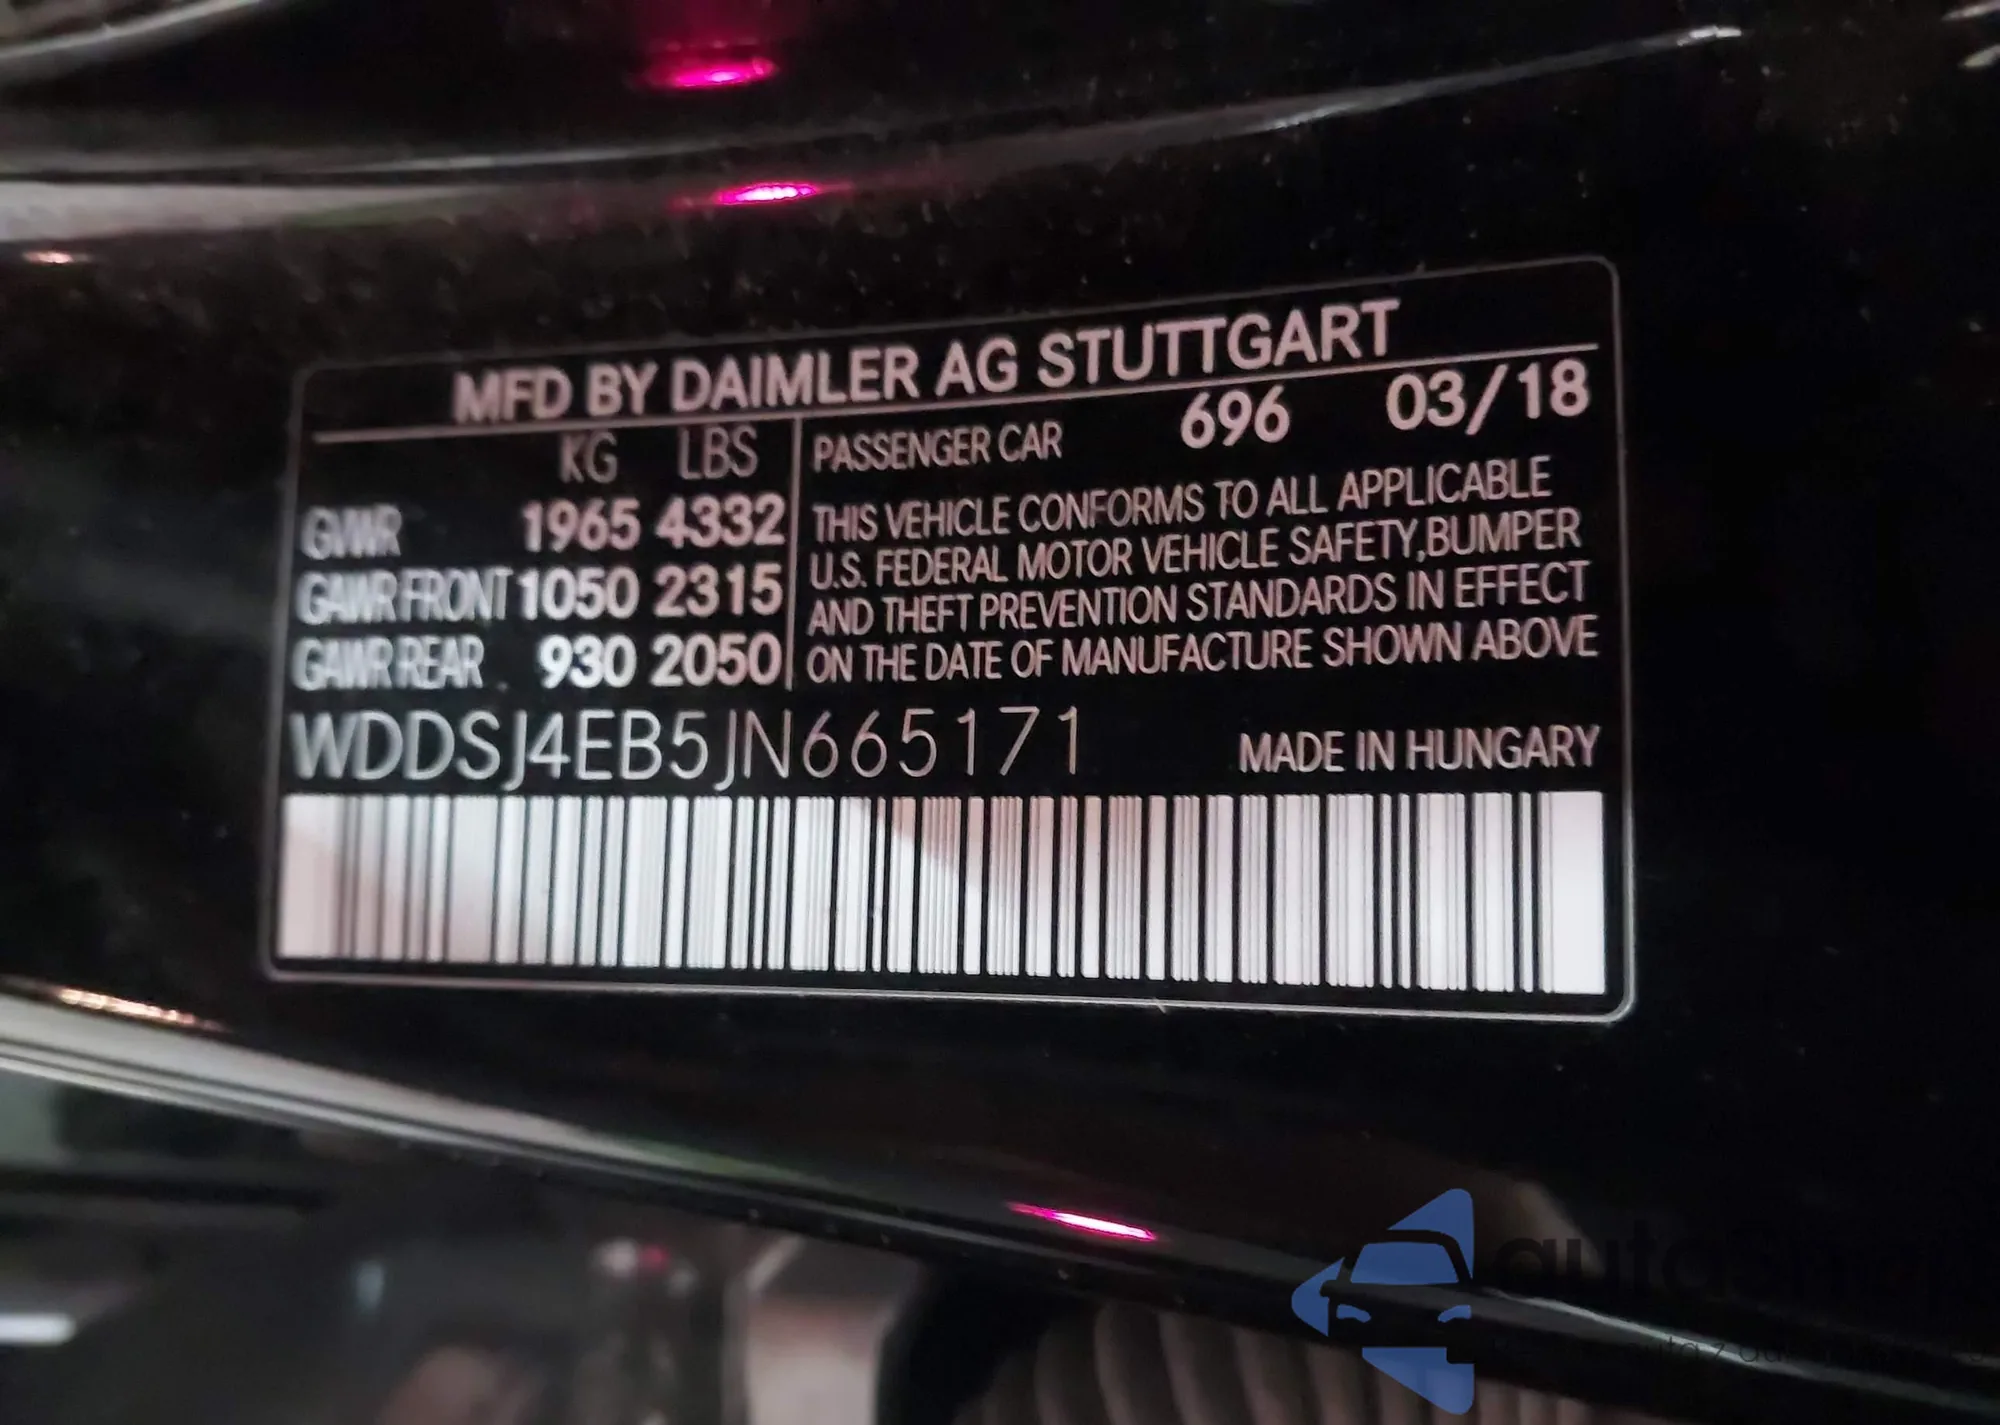 MFD BY DAIMLER AG STUTTGART
KG LBS
GVWR 1965 4332
GAWR FRONT 1050 2315
GAWR REAR 930 2050
PASSENGER CAR 696 03/18
THIS VEHICLE CONFORMS TO ALL APPLICABLE
U.S. FEDERAL MOTOR VEHICLE SAFETY,BUMPER
AND THEFT PREVENTION STANDARDS IN EFFECT
ON THE DATE OF MANUFACTURE SHOWN ABOVE
WDDSJ4EB5JN665171 MADE IN HUNGARY